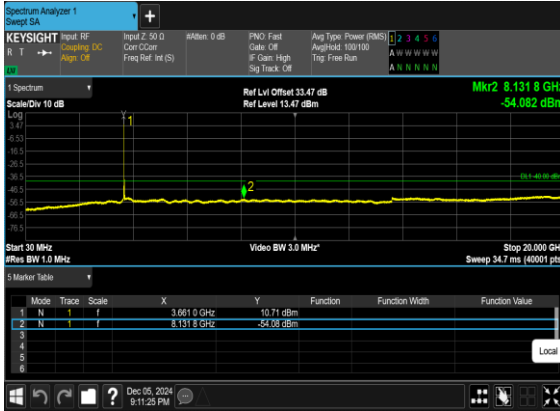 Spectrum Analyzer 1
Swept SA
+
KEYSIGHT Input: RF Input Z: 50 Ω #Atten: 0 dB PNO: Fast Avg Type: Power (RMS) 1 2 3 4 5 6
R T Coupling: DC Corr CCorr Gate: Off Avg|Hold: 100/100 A W W W W W
Align: Off Freq Ref: Int (S) IF Gain: High Trig: Free Run
Sig Track: Off A N N N N N
1 Spectrum
Ref Lvl Offset 33.47 dB Mkr2 8.131 8 GHz
Scale/Div 10 dB Ref Level 13.47 dBm -54.082 dBm
Log
3.47
-6.53
-16.5
-26.5
-36.5
-46.5
-56.5
-66.5
-76.5
1
2
DL1 -40.00 dBm
Start 30 MHz Video BW 3.0 MHz* Stop 20.000 GH
#Res BW 1.0 MHz Sweep 34.7 ms (40001 pts
5 Marker Table
Mode Trace Scale X Y Function Function Width Function Value
1 N 1 f 3.661 0 GHz 10.71 dBm
2 N 1 f 8.131 8 GHz -54.08 dBm
3
4
5
6
Local
?
Dec 05, 2024
9:11:25 PM